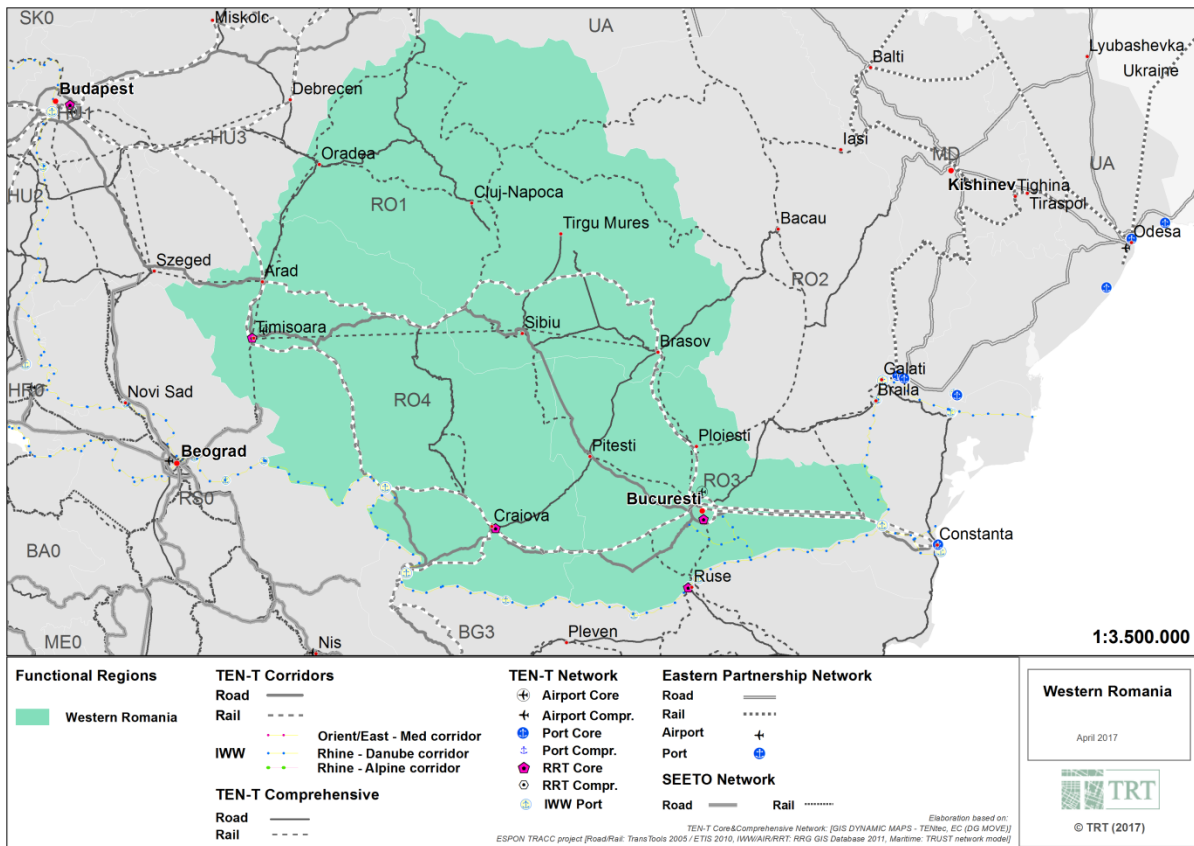 SK0
Miskolc
UA
Balti
Lyubashevka
Ukraine
Budapest
HU1
Debrecen
HU3
Iasi
MD
UA
Oradea
Kishinev
Tighina
Tiraspol
HU2
RO1
Cluj-Napoca
Tirgu Mures
Bacau
Odesa
Szeged
Arad
RO2
Timisoara
Sibiu
Brasov
Galati
Braila
HR0
Novi Sad
RO4
Beograd
Pitesti
Ploiesti
RS0
RO3
Bucuresti
Craiova
Constanta
BA0
Ruse
ME0
Nis
BG3
Pleven
1:3.500.000
Functional Regions
Western Romania
TEN-T Corridors
Road
Rail
Orient/East - Med corridor
IWW
Rhine - Danube corridor
Rhine - Alpine corridor
TEN-T Comprehensive
Road
Rail
TEN-T Network
Airport Core
Airport Compr.
Port Core
Port Compr.
RRT Core
RRT Compr.
IWW Port
Eastern Partnership Network
Road
Rail
Airport
Port
SEETO Network
Road
Rail
Elaboration based on:
TEN-T Core&Comprehensive Network: [GIS DYNAMIC MAPS - TENtec, EC (DG MOVE)]
ESPON TRACC project [Road/Rail: TransTools 2005 / ETIS 2010, IWW/AIR/RRT: RRG GIS Database 2011, Maritime: TRUST network model]
Western Romania
April 2017
TRT
© TRT (2017)